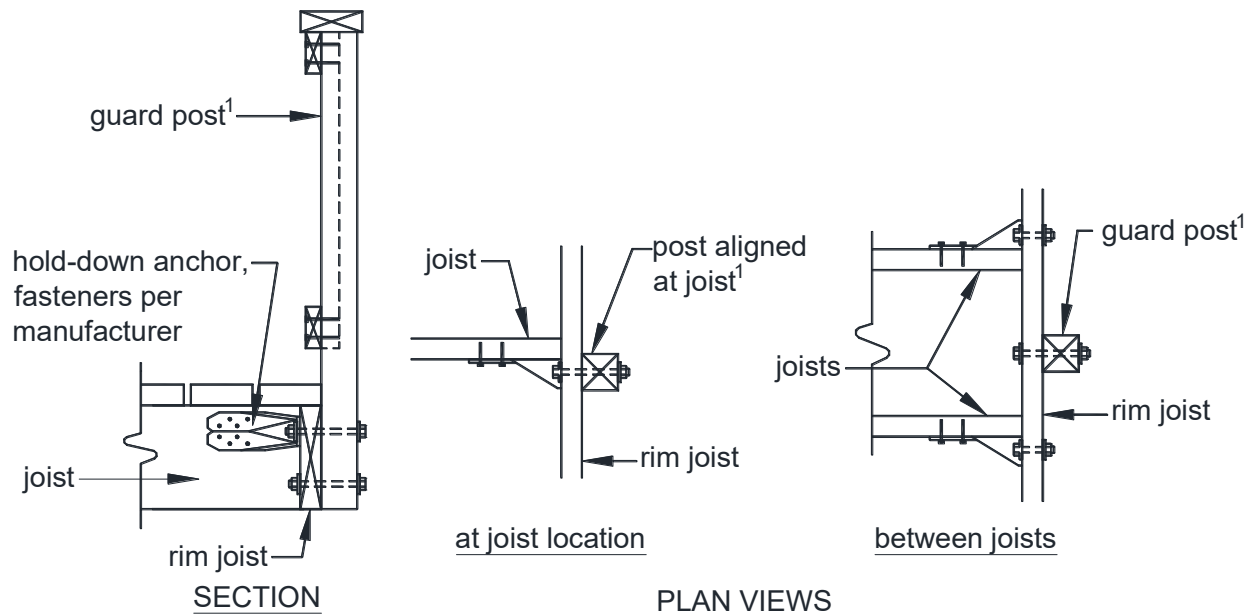 guard post¹
hold-down anchor,
fasteners per
manufacturer
joist
rim joist
SECTION
joist
post aligned
at joist¹
rim joist
at joist location
guard post¹
joists
rim joist
between joists
PLAN VIEWS